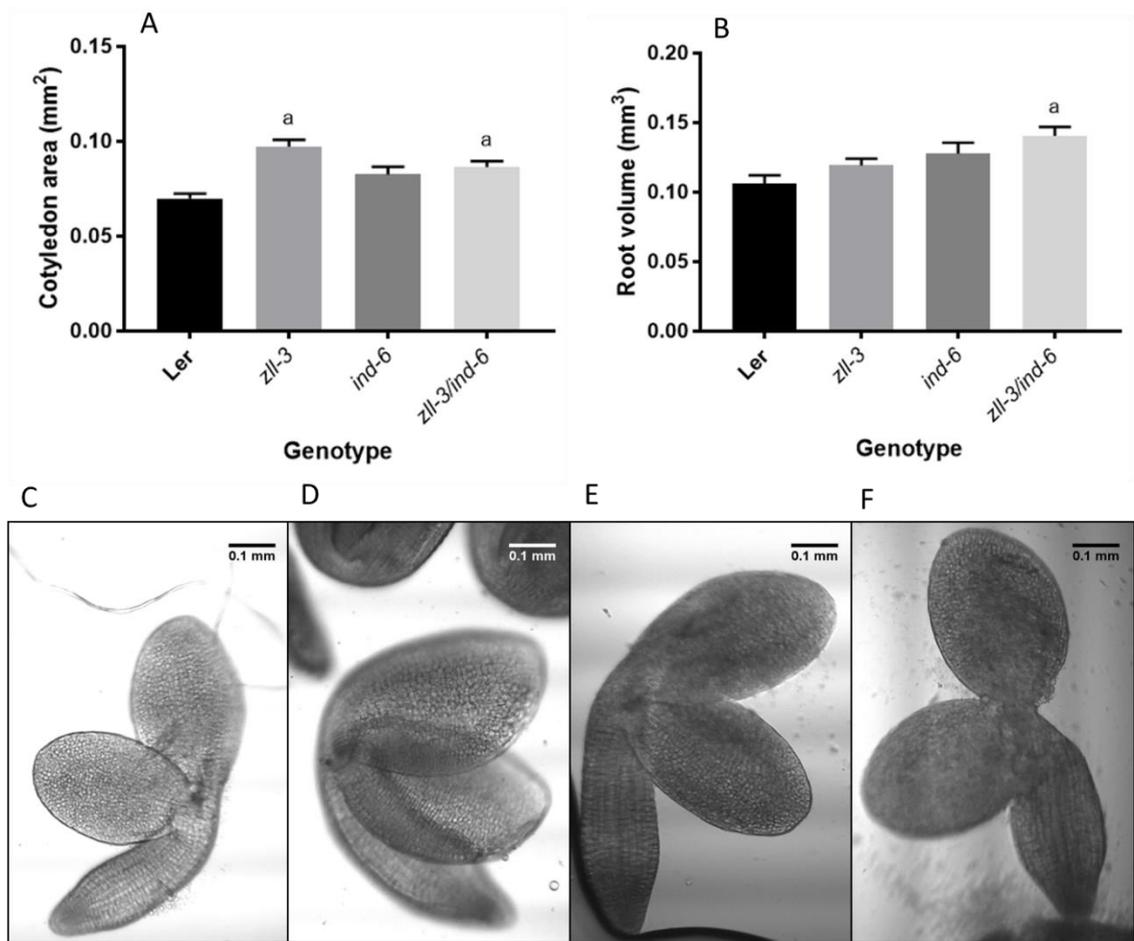 A
0.15
0.10
0.05
0.00
Cotyledon area (mm²)
a
a
Ler
zll-3
ind-6
zll-3/ind-6
Genotype
B
0.20
0.15
0.10
0.05
0.00
Root volume (mm³)
a
Ler
zll-3
ind-6
zll-3/ind-6
Genotype
C
0.1 mm
D
0.1 mm
E
0.1 mm
F
0.1 mm